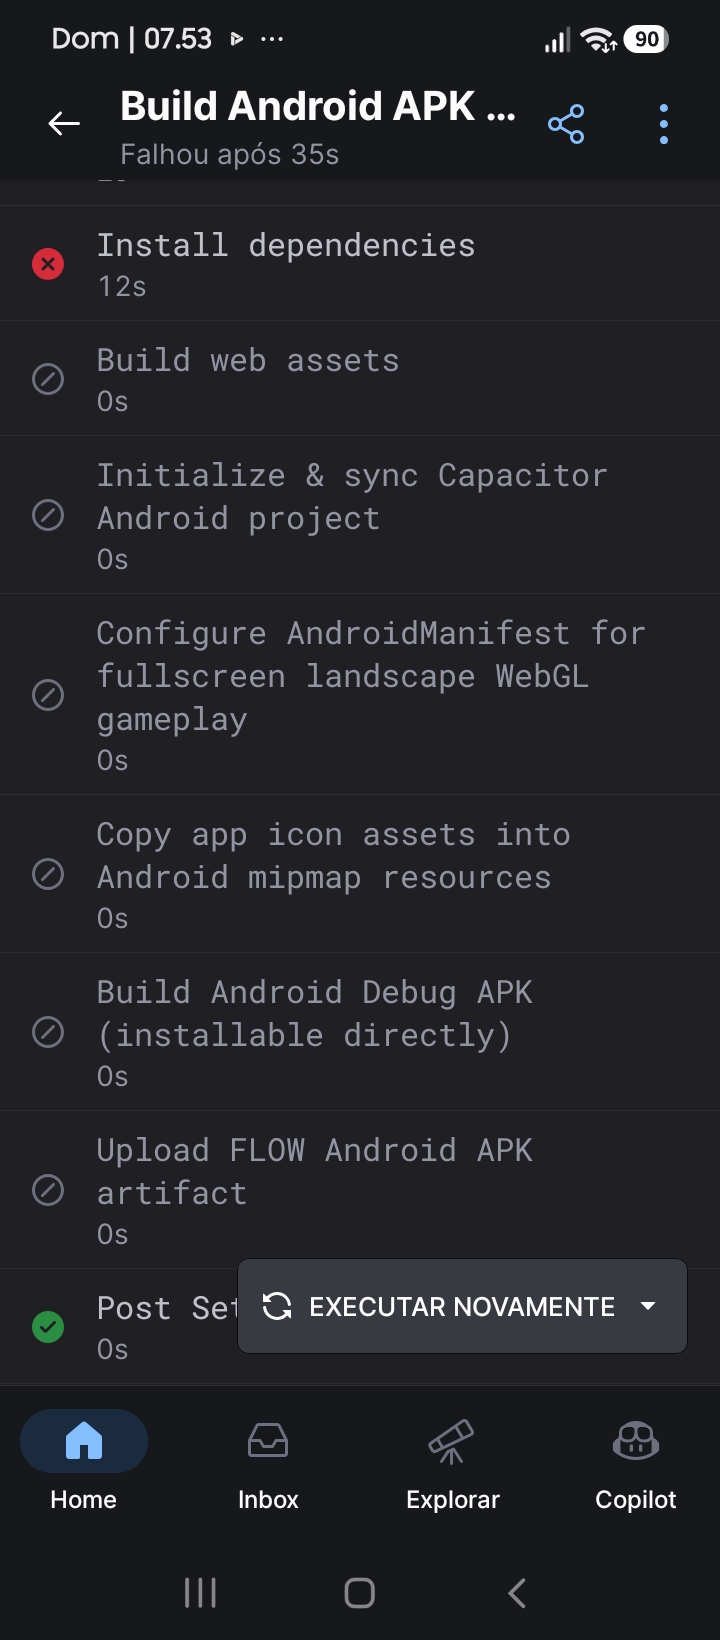 Dom | 07.53
90
Build Android APK ...
Falhou após 35s
Install dependencies
12s
Build web assets
0s
Initialize & sync Capacitor
Android project
0s
Configure AndroidManifest for
fullscreen landscape WebGL
gameplay
0s
Copy app icon assets into
Android mipmap resources
0s
Build Android Debug APK
(installable directly)
0s
Upload FLOW Android APK
artifact
0s
Post Set
0s
EXECUTAR NOVAMENTE
Home
Inbox
Explorar
Copilot